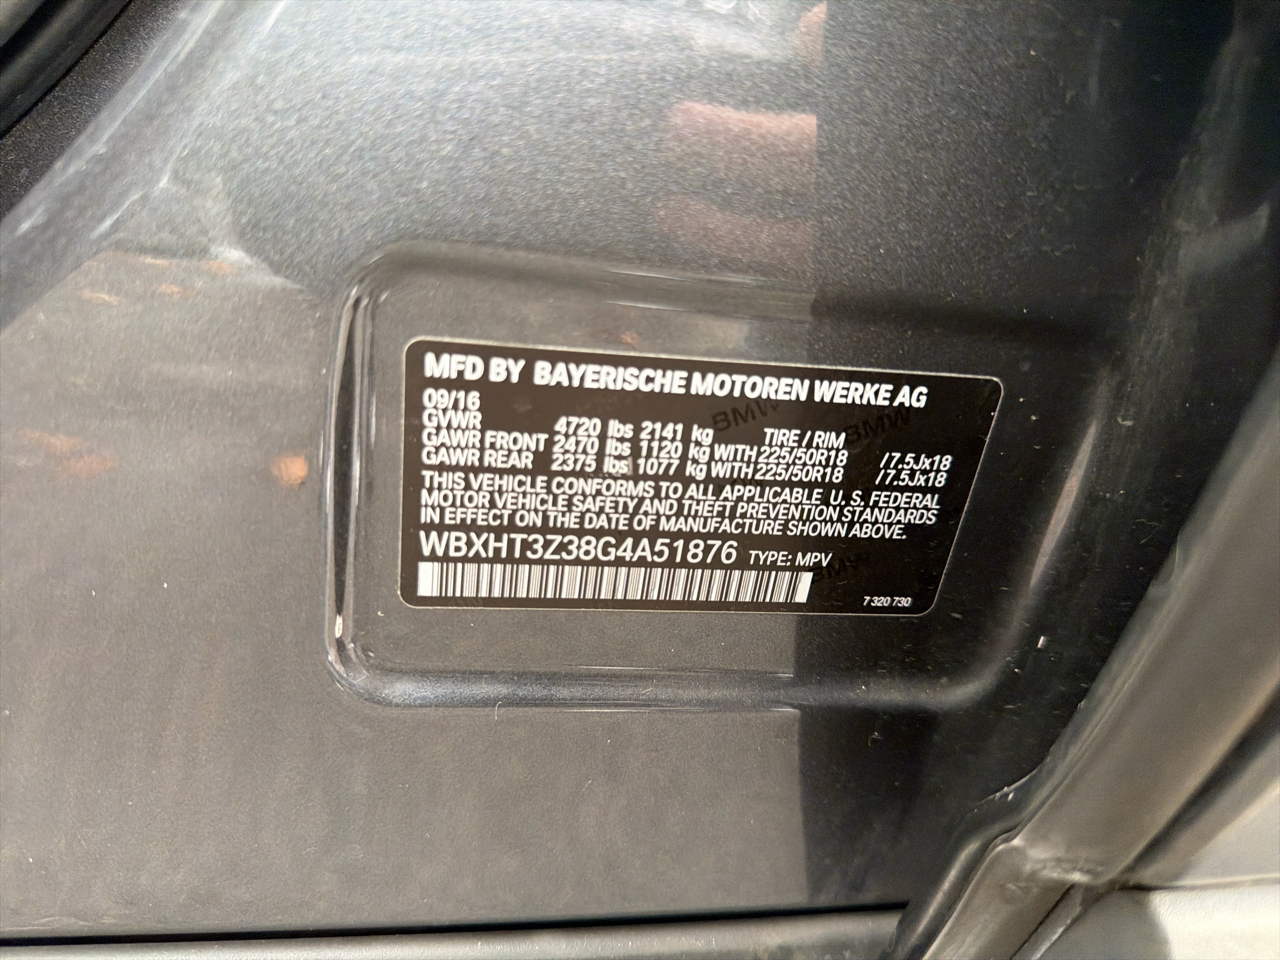 MFD BY BAYERISCHE MOTOREN WERKE AG
09/16
GVWR 4720 lbs 2141 kg TIRE / RIM
GAWR FRONT 2470 lbs 1120 kg WITH 225/50R18 /7.5Jx18
GAWR REAR 2375 lbs 1077 kg WITH 225/50R18 /7.5Jx18
THIS VEHICLE CONFORMS TO ALL APPLICABLE U. S. FEDERAL
MOTOR VEHICLE SAFETY AND THEFT PREVENTION STANDARDS
IN EFFECT ON THE DATE OF MANUFACTURE SHOWN ABOVE.
WBXHT3Z38G4A51876 TYPE: MPV
7 320 730
BMW
BMW
BMW